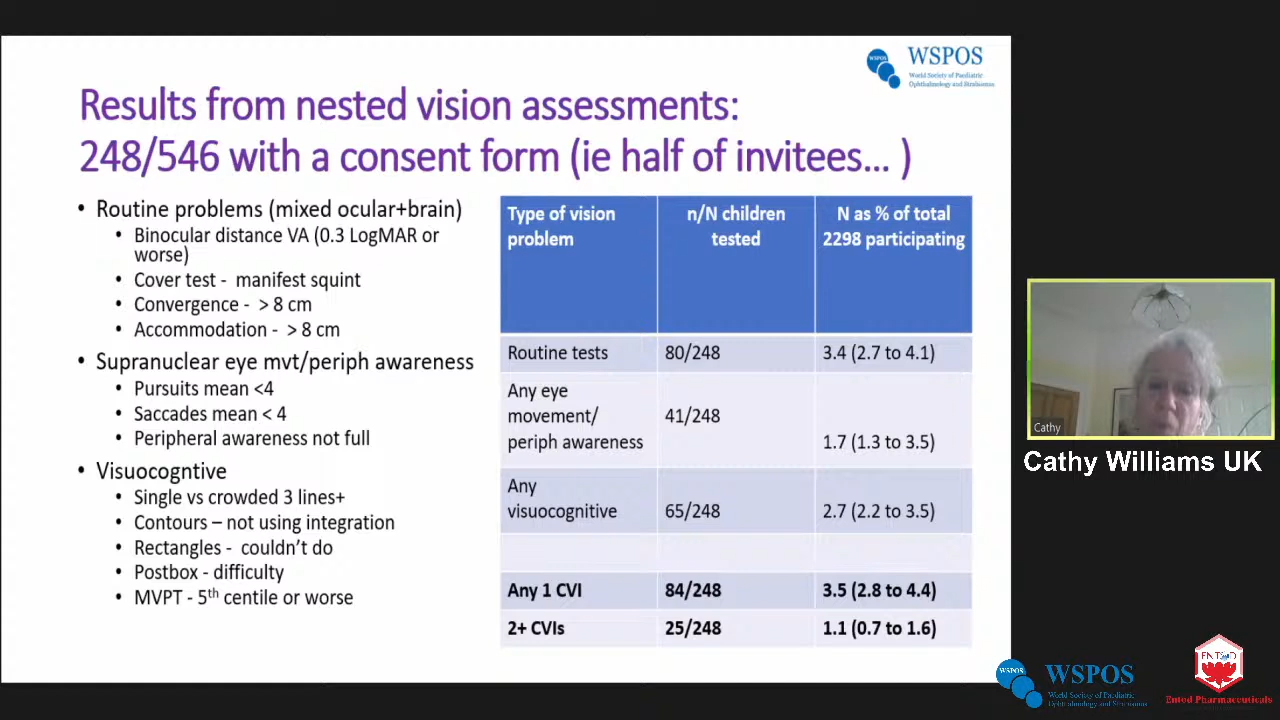 WSPOS
WSPOS
World Society of Paediatric
Ophthalmology and Strabismus
Results from nested vision assessments:
248/546 with a consent form (ie half of invitees... )
• Routine problems (mixed ocular+brain)
• Binocular distance VA (0.3 LogMAR or
worse)
• Cover test - manifest squint
• Convergence - > 8 cm
• Accommodation - > 8 cm
• Supranuclear eye mvt/periph awareness
• Pursuits mean <4
• Saccades mean < 4
• Peripheral awareness not full
• Visuocogntive
• Single vs crowded 3 lines+
• Contours – not using integration
• Rectangles - couldn't do
• Postbox - difficulty
• MVPT - 5th centile or worse
Type of vision
problem
n/N children
tested
N as % of total
2298 participating
Routine tests
80/248
3.4 (2.7 to 4.1)
Any eye
movement/
periph awareness
41/248
1.7 (1.3 to 3.5)
Any
visuocognitive
65/248
2.7 (2.2 to 3.5)
Any 1 CVI
84/248
3.5 (2.8 to 4.4)
2+ CVIs
25/248
1.1 (0.7 to 1.6)
Cathy
Cathy Williams UK
WSPOS
WSPOS
World Society of Paediatric
Ophthalmology and Strabismus
ENTOD
Entod Pharmaceuticals